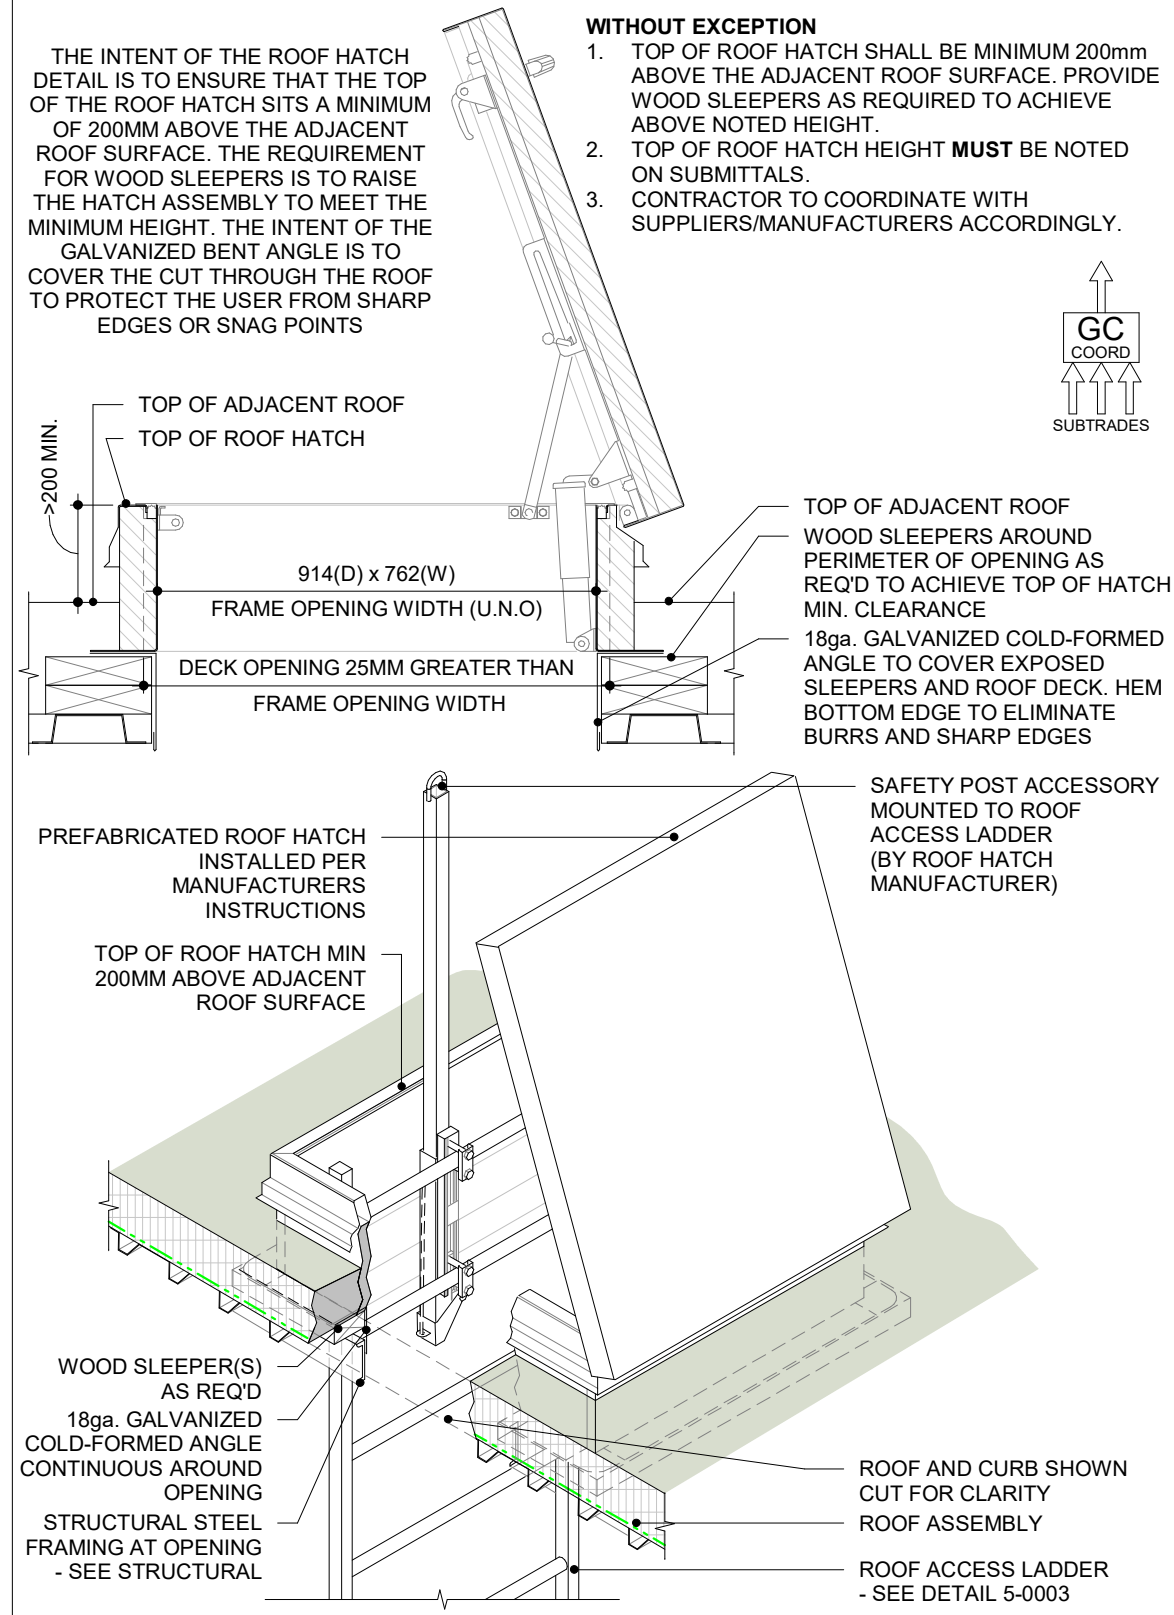 THE INTENT OF THE ROOF HATCH
DETAIL IS TO ENSURE THAT THE TOP
OF THE ROOF HATCH SITS A MINIMUM
OF 200MM ABOVE THE ADJACENT
ROOF SURFACE. THE REQUIREMENT
FOR WOOD SLEEPERS IS TO RAISE
THE HATCH ASSEMBLY TO MEET THE
MINIMUM HEIGHT. THE INTENT OF THE
GALVANIZED BENT ANGLE IS TO
COVER THE CUT THROUGH THE ROOF
TO PROTECT THE USER FROM SHARP
EDGES OR SNAG POINTS
WITHOUT EXCEPTION
1. TOP OF ROOF HATCH SHALL BE MINIMUM 200mm
ABOVE THE ADJACENT ROOF SURFACE. PROVIDE
WOOD SLEEPERS AS REQUIRED TO ACHIEVE
ABOVE NOTED HEIGHT.
2. TOP OF ROOF HATCH HEIGHT MUST BE NOTED
ON SUBMITTALS.
3. CONTRACTOR TO COORDINATE WITH
SUPPLIERS/MANUFACTURERS ACCORDINGLY.
GC
COORD
SUBTRADES
TOP OF ADJACENT ROOF
TOP OF ROOF HATCH
>200 MIN.
914(D) x 762(W)
FRAME OPENING WIDTH (U.N.O)
DECK OPENING 25MM GREATER THAN
FRAME OPENING WIDTH
TOP OF ADJACENT ROOF
WOOD SLEEPERS AROUND
PERIMETER OF OPENING AS
REQ'D TO ACHIEVE TOP OF HATCH
MIN. CLEARANCE
18ga. GALVANIZED COLD-FORMED
ANGLE TO COVER EXPOSED
SLEEPERS AND ROOF DECK. HEM
BOTTOM EDGE TO ELIMINATE
BURRS AND SHARP EDGES
SAFETY POST ACCESSORY
MOUNTED TO ROOF
ACCESS LADDER
(BY ROOF HATCH
MANUFACTURER)
PREFABRICATED ROOF HATCH
INSTALLED PER
MANUFACTURERS
INSTRUCTIONS
TOP OF ROOF HATCH MIN
200MM ABOVE ADJACENT
ROOF SURFACE
WOOD SLEEPER(S)
AS REQ'D
18ga. GALVANIZED
COLD-FORMED ANGLE
CONTINUOUS AROUND
OPENING
STRUCTURAL STEEL
FRAMING AT OPENING
- SEE STRUCTURAL
ROOF AND CURB SHOWN
CUT FOR CLARITY
ROOF ASSEMBLY
ROOF ACCESS LADDER
- SEE DETAIL 5-0003